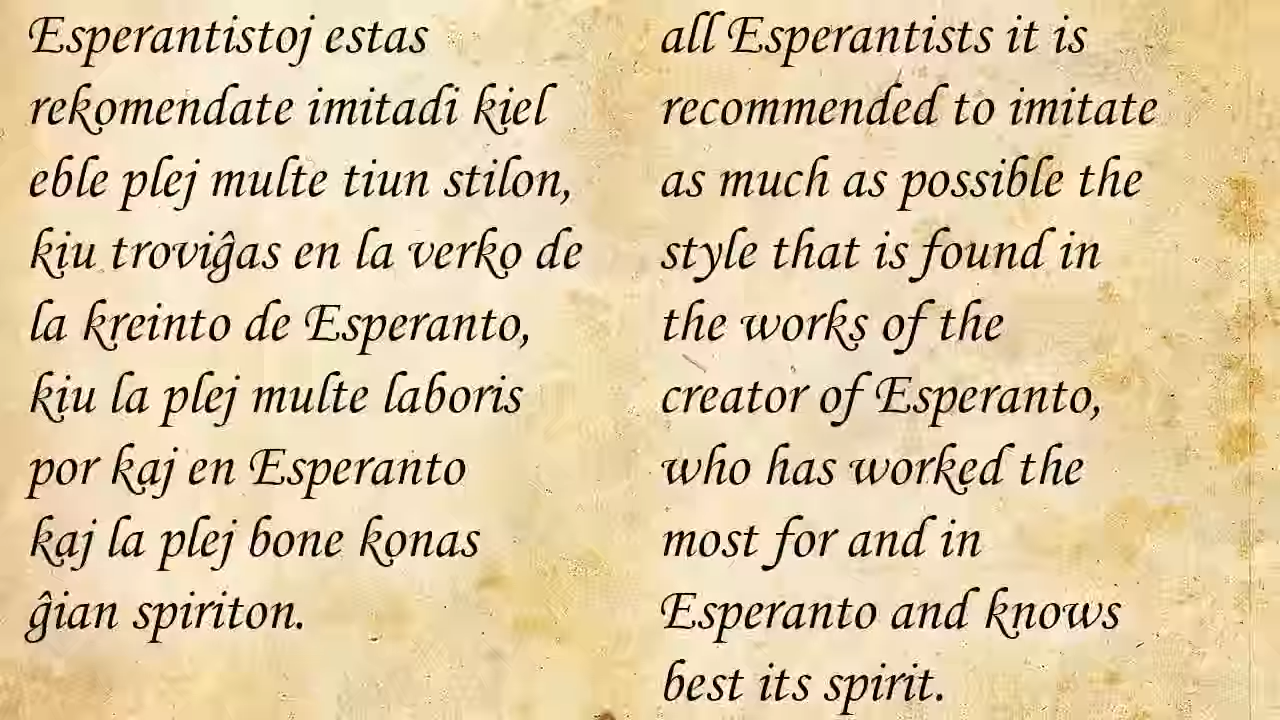 Esperantistoj estas
rekomendate imitadi kiel
eble plej multe tiun stilon,
kiu troviĝas en la verko de
la kreinto de Esperanto,
kiu la plej multe laboris
por kaj en Esperanto
kaj la plej bone konas
ĝian spiriton.
all Esperantists it is
recommended to imitate
as much as possible the
style that is found in
the works of the
creator of Esperanto,
who has worked the
most for and in
Esperanto and knows
best its spirit.